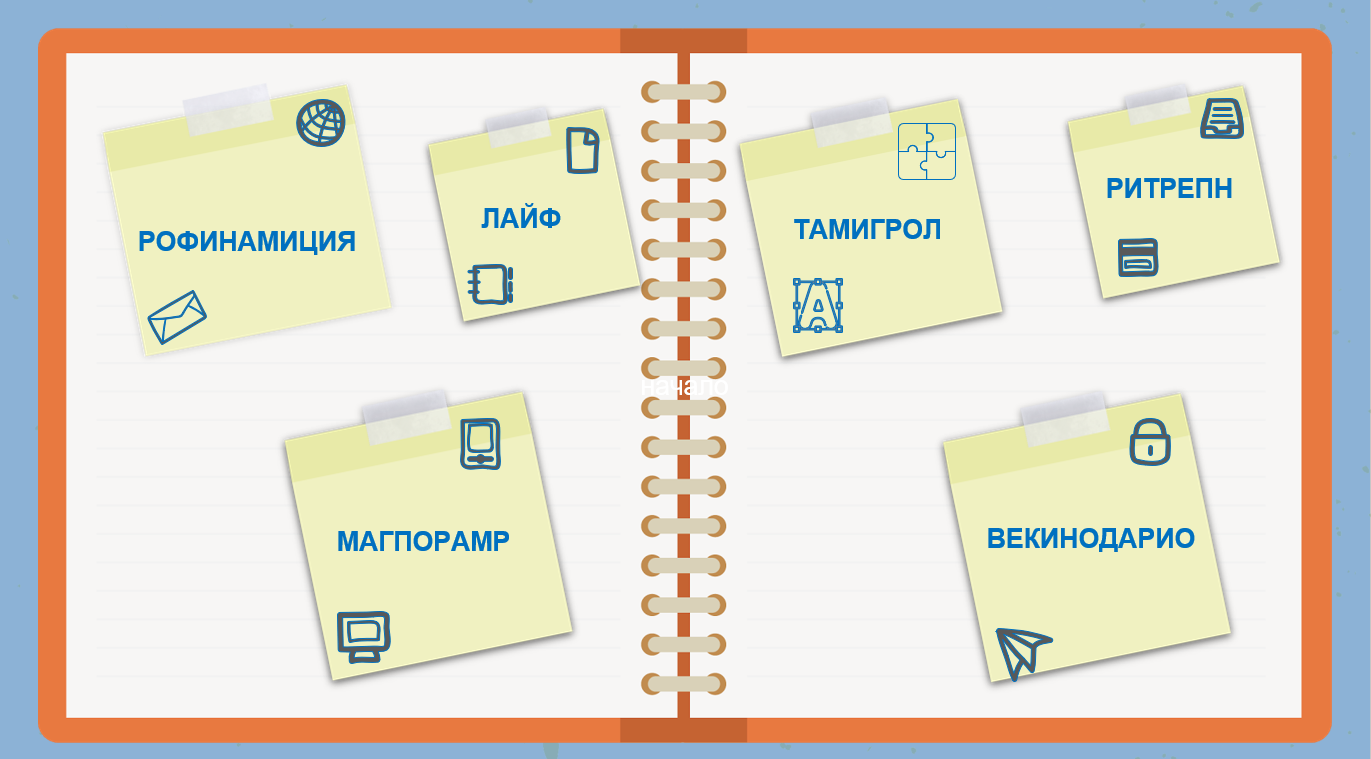 РОФИНАМИЦИЯ
ЛАЙФ
ТАМИГРОЛ
РИТРЕПН
начало
МАГПОРАМР
ВЕКИНОДАРИО